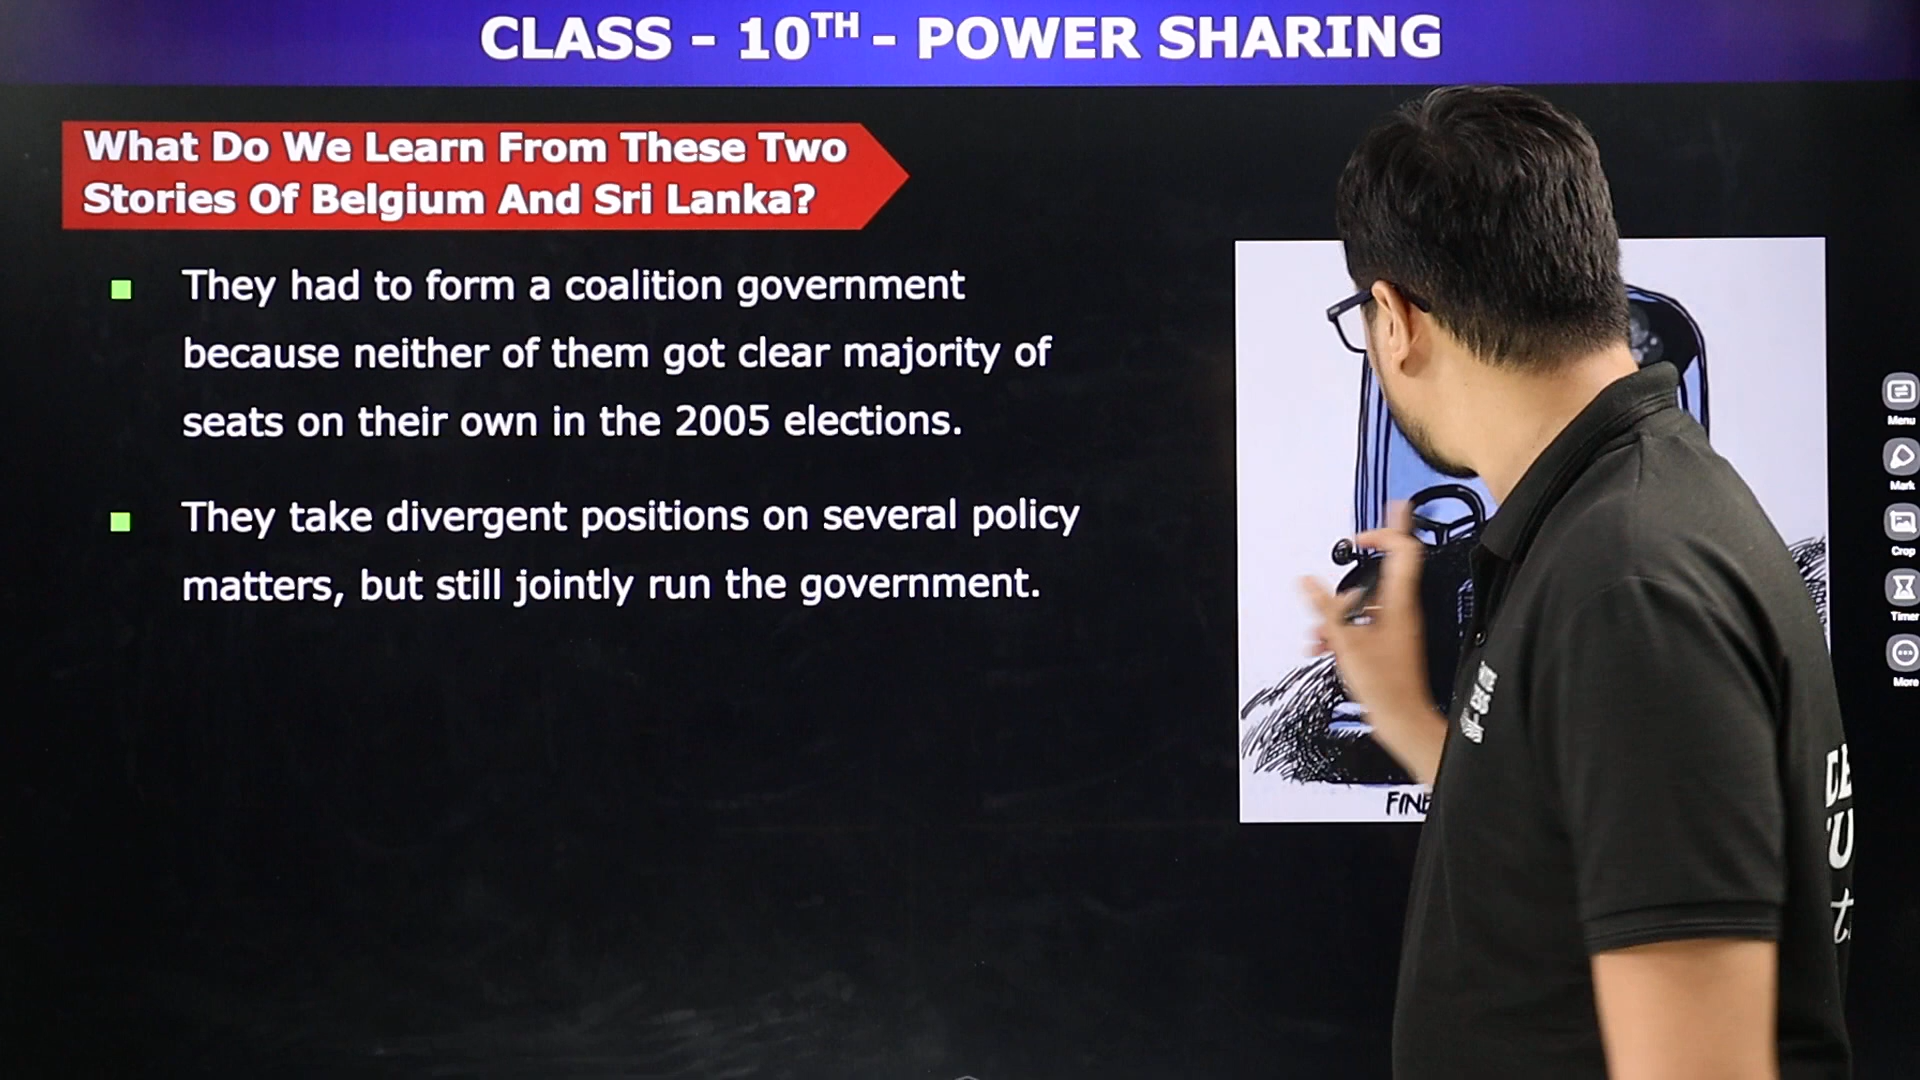 CLASS - 10TH - POWER SHARING
What Do We Learn From These Two
Stories Of Belgium And Sri Lanka?
They had to form a coalition government
because neither of them got clear majority of
seats on their own in the 2005 elections.
They take divergent positions on several policy
matters, but still jointly run the government.
Menu
Mark
Crop
Timer
More